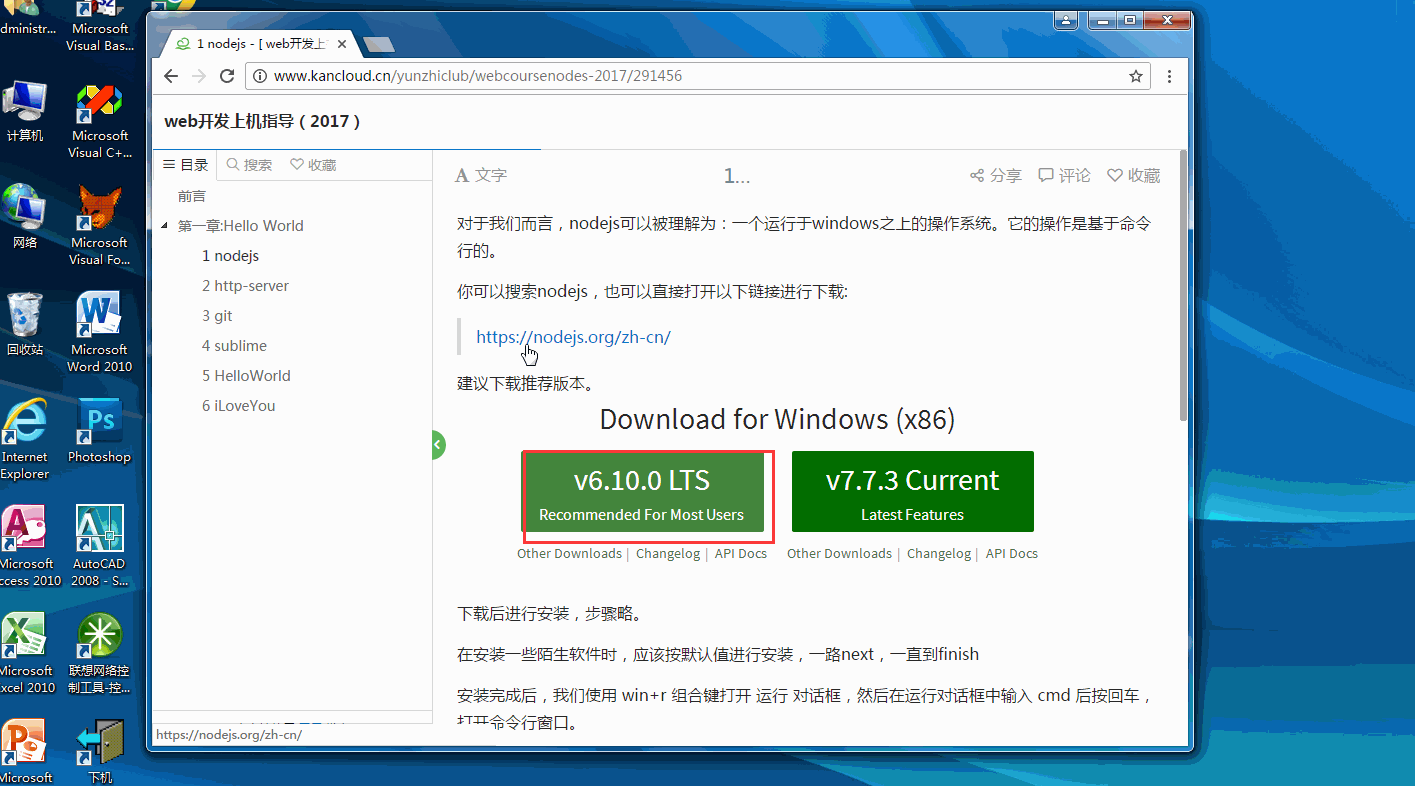 dministr...
Microsoft
Visual Bas...
计算机
Microsoft
Visual C+...
网络
Microsoft
Visual Fo...
回收站
Microsoft
Word 2010
Internet
Explorer
Photoshop
Microsoft
ccess 2010
AutoCAD
2008 - S...
Microsoft
xcel 2010
联想网络控
制工具-控...
Microsoft
下机
1 nodejs - [ web开发上
www.kancloud.cn/yunzhiclub/webcoursenodes-2017/291456
web开发上机指导（2017）
目录 搜索 收藏
前言
第一章:Hello World
1 nodejs
2 http-server
3 git
4 sublime
5 HelloWorld
6 iLoveYou
A 文字 1... 分享 评论 收藏
对于我们而言，nodejs可以被理解为：一个运行于windows之上的操作系统。它的操作是基于命令
行的。
你可以搜索nodejs，也可以直接打开以下链接进行下载:
https://nodejs.org/zh-cn/
建议下载推荐版本。
Download for Windows (x86)
v6.10.0 LTS
Recommended For Most Users
v7.7.3 Current
Latest Features
Other Downloads | Changelog | API Docs
Other Downloads | Changelog | API Docs
下载后进行安装，步骤略。
在安装一些陌生软件时，应该按默认值进行安装，一路next，一直到finish
安装完成后，我们使用 win+r 组合键打开 运行 对话框，然后在运行对话框中输入 cmd 后按回车，
打开命令行窗口。
https://nodejs.org/zh-cn/